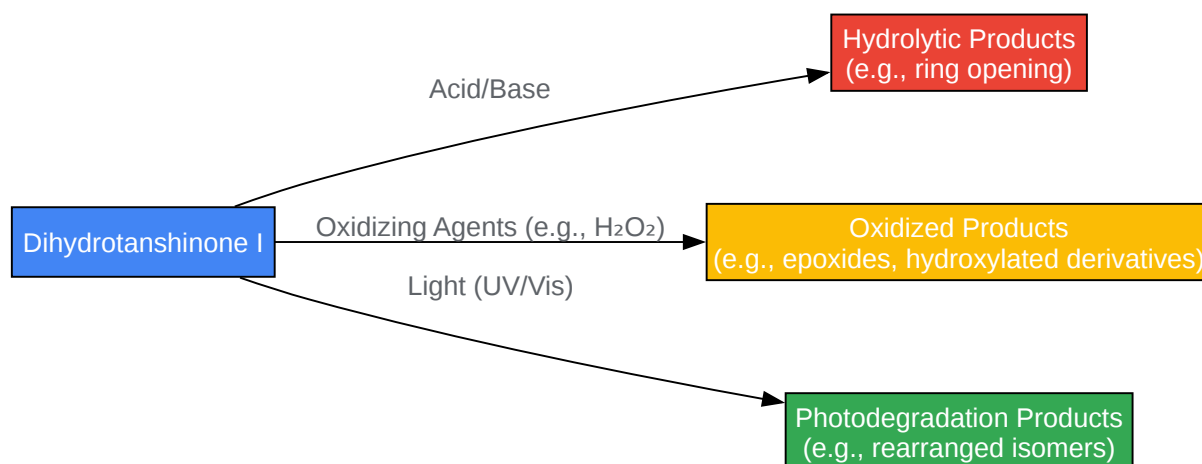 Hydrolytic Products
(e.g., ring opening)
Acid/Base
Dihydrotanshinone I
Oxidizing Agents (e.g., H₂O₂)
Oxidized Products
(e.g., epoxides, hydroxylated derivatives)
Light (UV/Vis)
Photodegradation Products
(e.g., rearranged isomers)